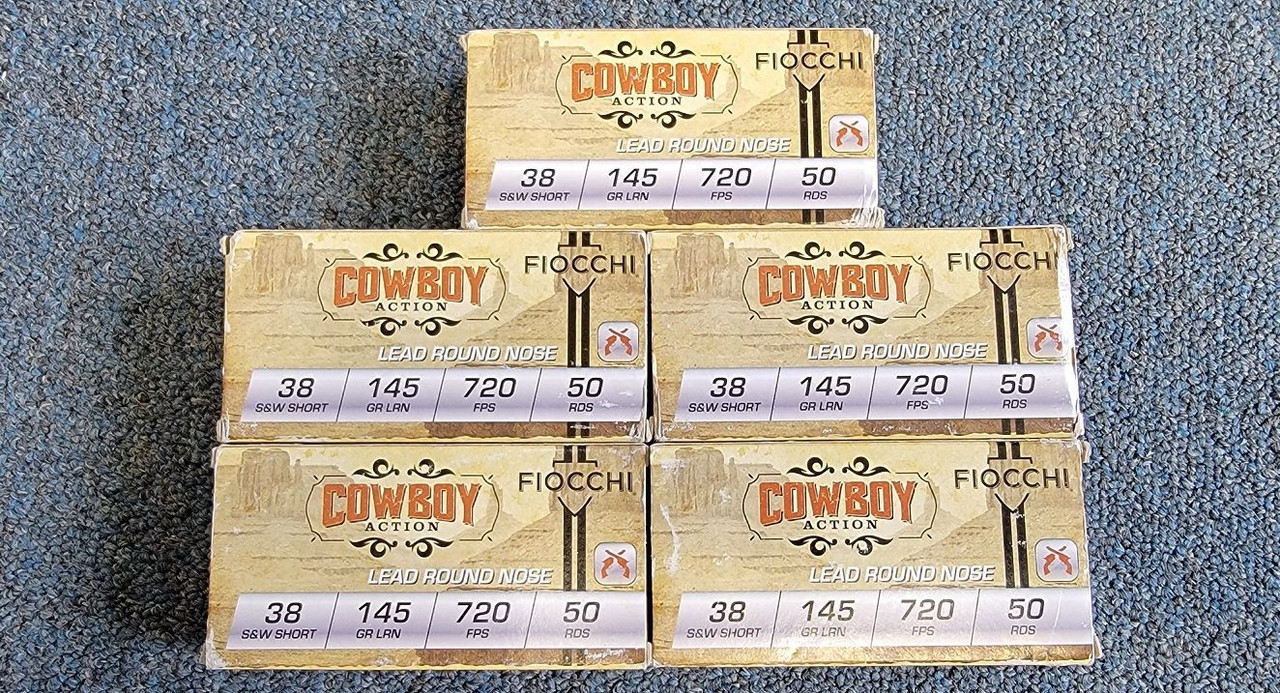 COWBOY
ACTION
FIOCCHI
LEAD ROUND NOSE
38 145 720 50
S&W SHORT GR LRN FPS RDS
COWBOY
ACTION
FIOCCHI
LEAD ROUND NOSE
38 145 720 50
S&W SHORT GR LRN FPS RDS
COWBOY
ACTION
FIOCCHI
LEAD ROUND NOSE
38 145 720 50
S&W SHORT GR LRN FPS RDS
COWBOY
ACTION
FIOCCHI
LEAD ROUND NOSE
38 145 720 50
S&W SHORT GR LRN FPS RDS
COWBOY
ACTION
FIOCCHI
LEAD ROUND NOSE
38 145 720 50
S&W SHORT GR LRN FPS RDS